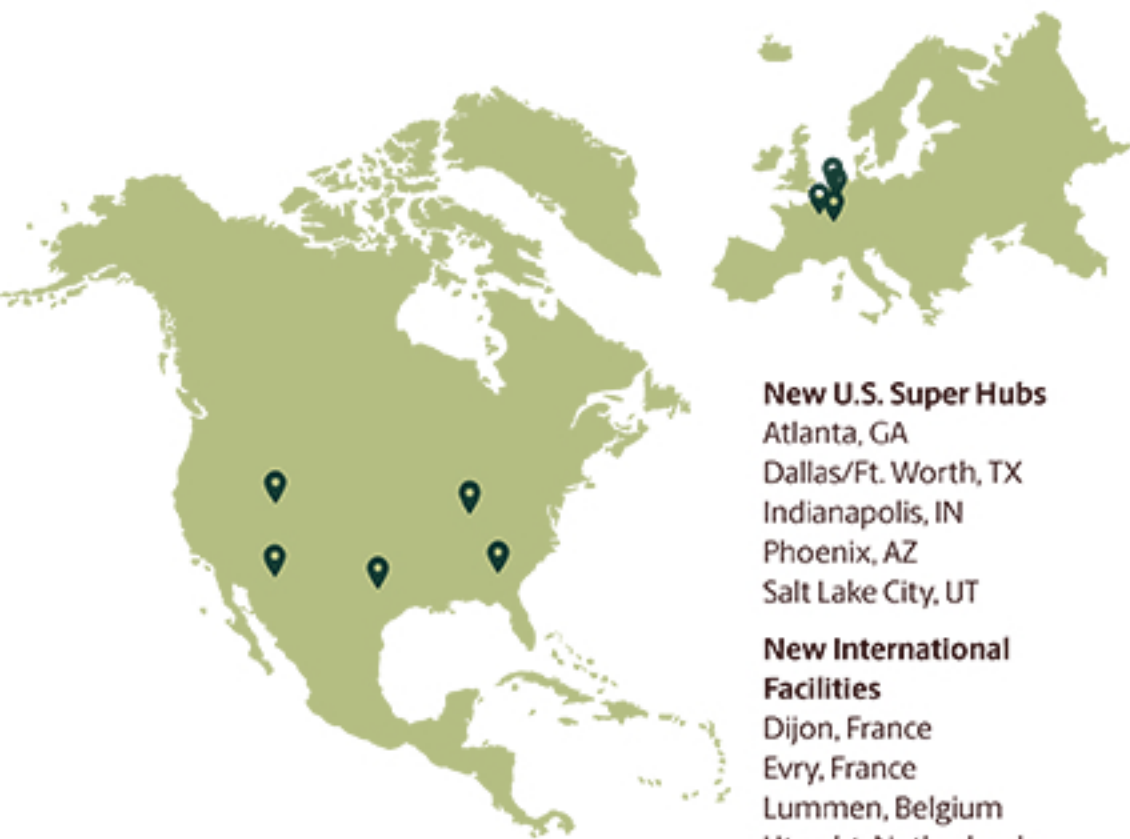 New U.S. Super Hubs
Atlanta, GA
Dallas/Ft. Worth, TX
Indianapolis, IN
Phoenix, AZ
Salt Lake City, UT
New International
Facilities
Dijon, France
Evry, France
Lummen, Belgium